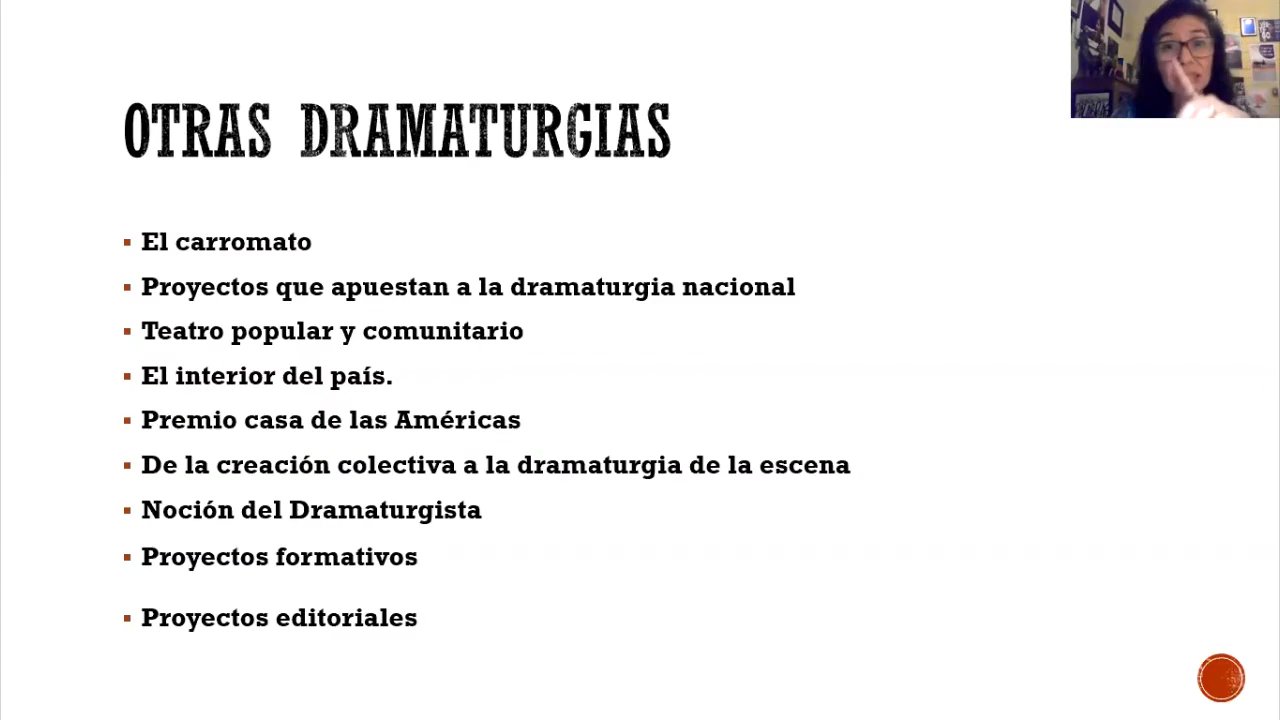 OTRAS DRAMATURGIAS
El carromato
Proyectos que apuestan a la dramaturgia nacional
Teatro popular y comunitario
El interior del país.
Premio casa de las Américas
De la creación colectiva a la dramaturgia de la escena
Noción del Dramaturgista
Proyectos formativos
Proyectos editoriales